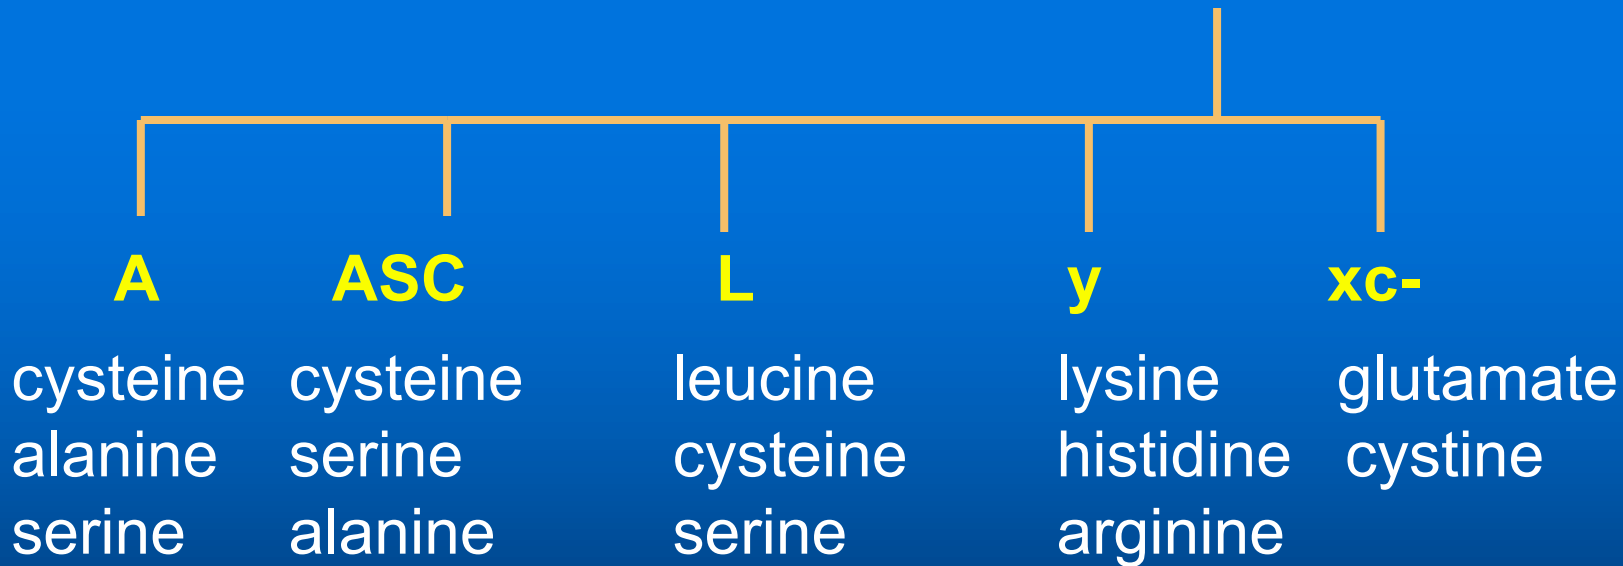 A ASC L y xc-
cysteine cysteine leucine lysine glutamate
alanine serine cysteine histidine cystine
serine alanine serine arginine